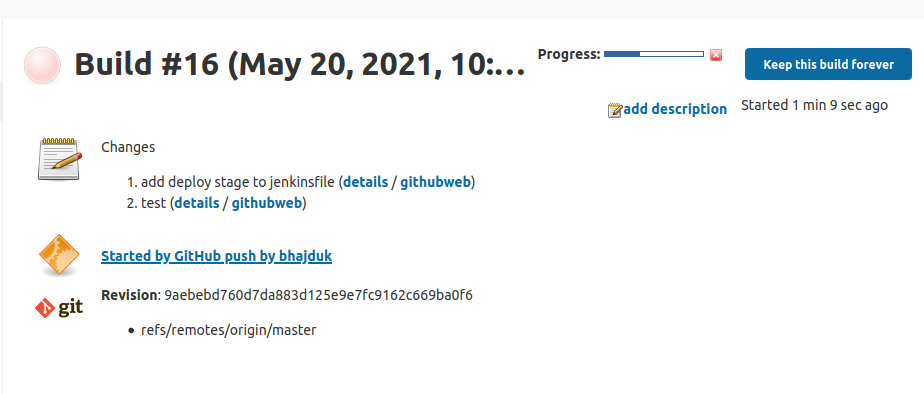 Build #16 (May 20, 2021, 10:...
Progress:
Keep this build forever
add description
Started 1 min 9 sec ago
Changes
1. add deploy stage to jenkinsfile (details / githubweb)
2. test (details / githubweb)
Started by GitHub push by bhajduk
git
Revision: 9aebebd760d7da883d125e9e7fc9162c669ba0f6
• refs/remotes/origin/master